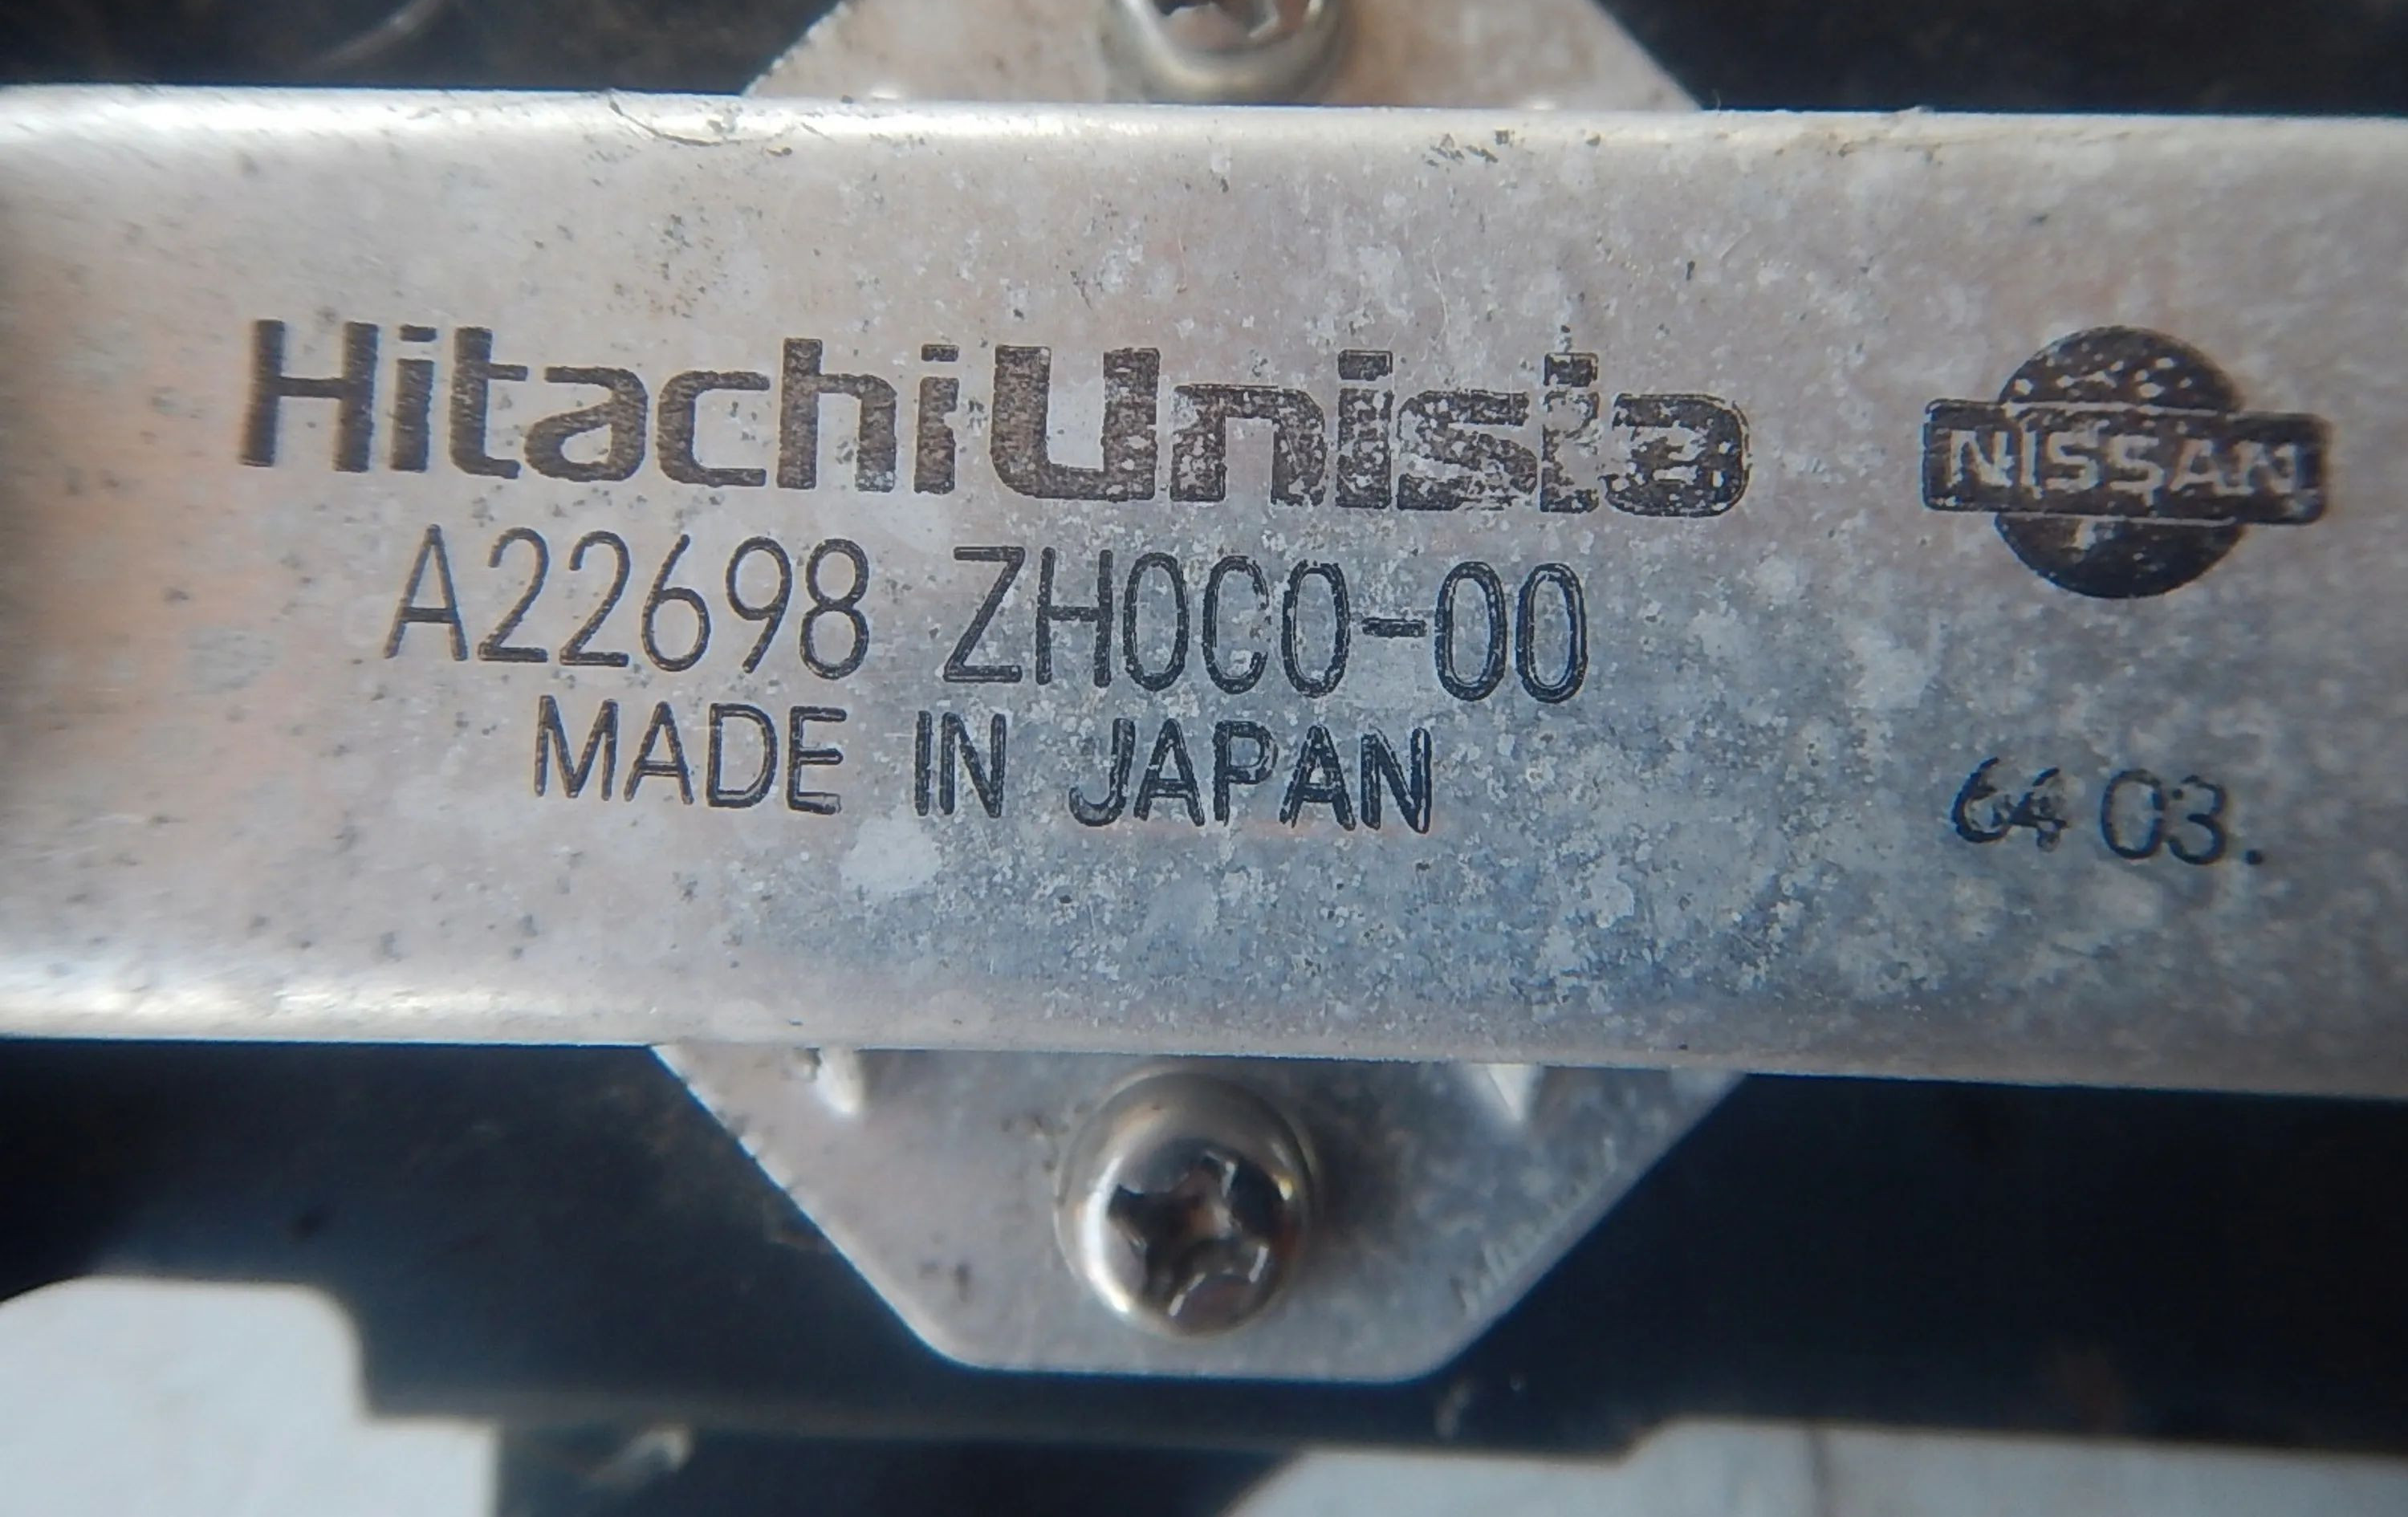 HitachiUnisia
NISSAN
A22698 ZH0C0-00
MADE IN JAPAN
64 03.